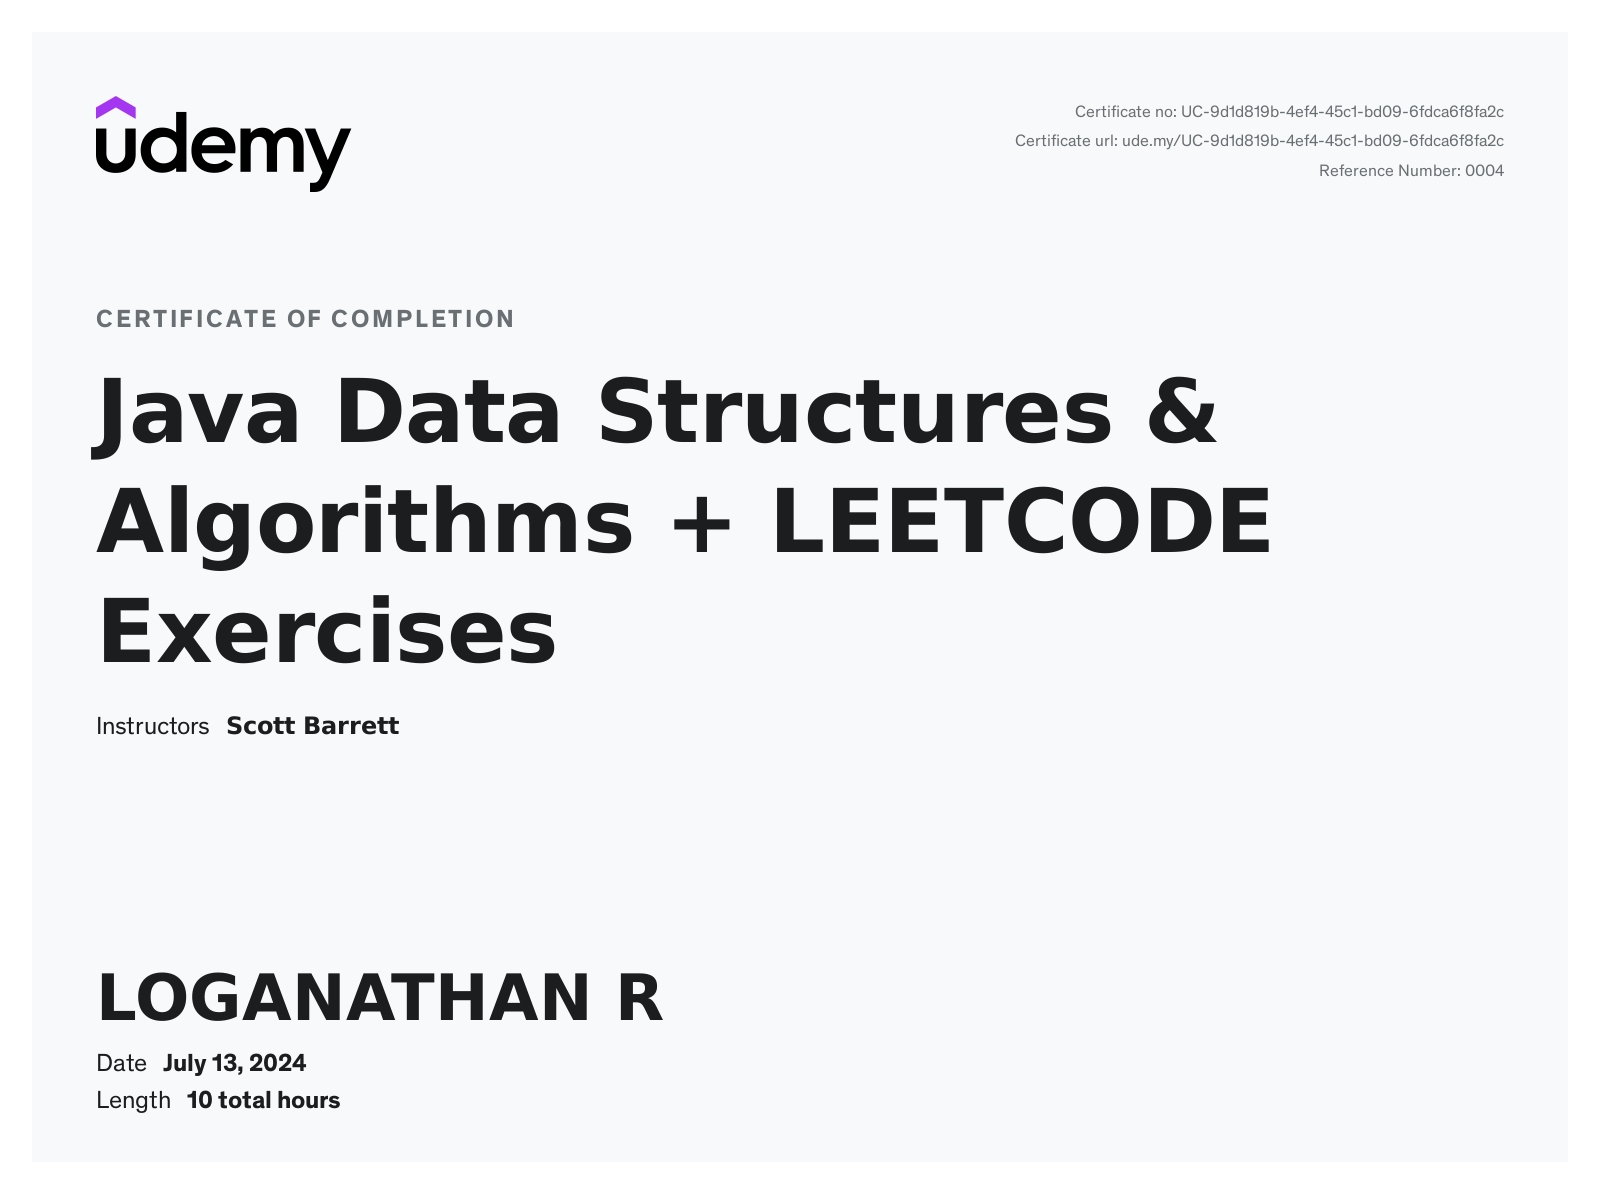 udemy
Certificate no: UC-9d1d819b-4ef4-45c1-bd09-6fdca6f8fa2c
Certificate url: ude.my/UC-9d1d819b-4ef4-45c1-bd09-6fdca6f8fa2c
Reference Number: 0004
CERTIFICATE OF COMPLETION
Java Data Structures &
Algorithms + LEETCODE
Exercises
Instructors Scott Barrett
LOGANATHAN R
Date July 13, 2024
Length 10 total hours